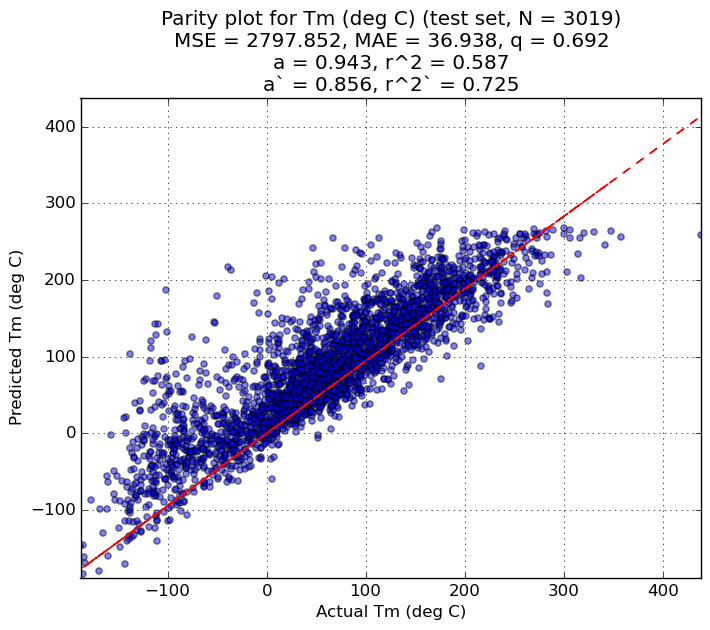 Parity plot for Tm (deg C) (test set, N = 3019)
MSE = 2797.852, MAE = 36.938, q = 0.692
a = 0.943, r^2 = 0.587
a` = 0.856, r^2` = 0.725
400
300
200
100
0
−100
Predicted Tm (deg C)
−100 0 100 200 300 400
Actual Tm (deg C)